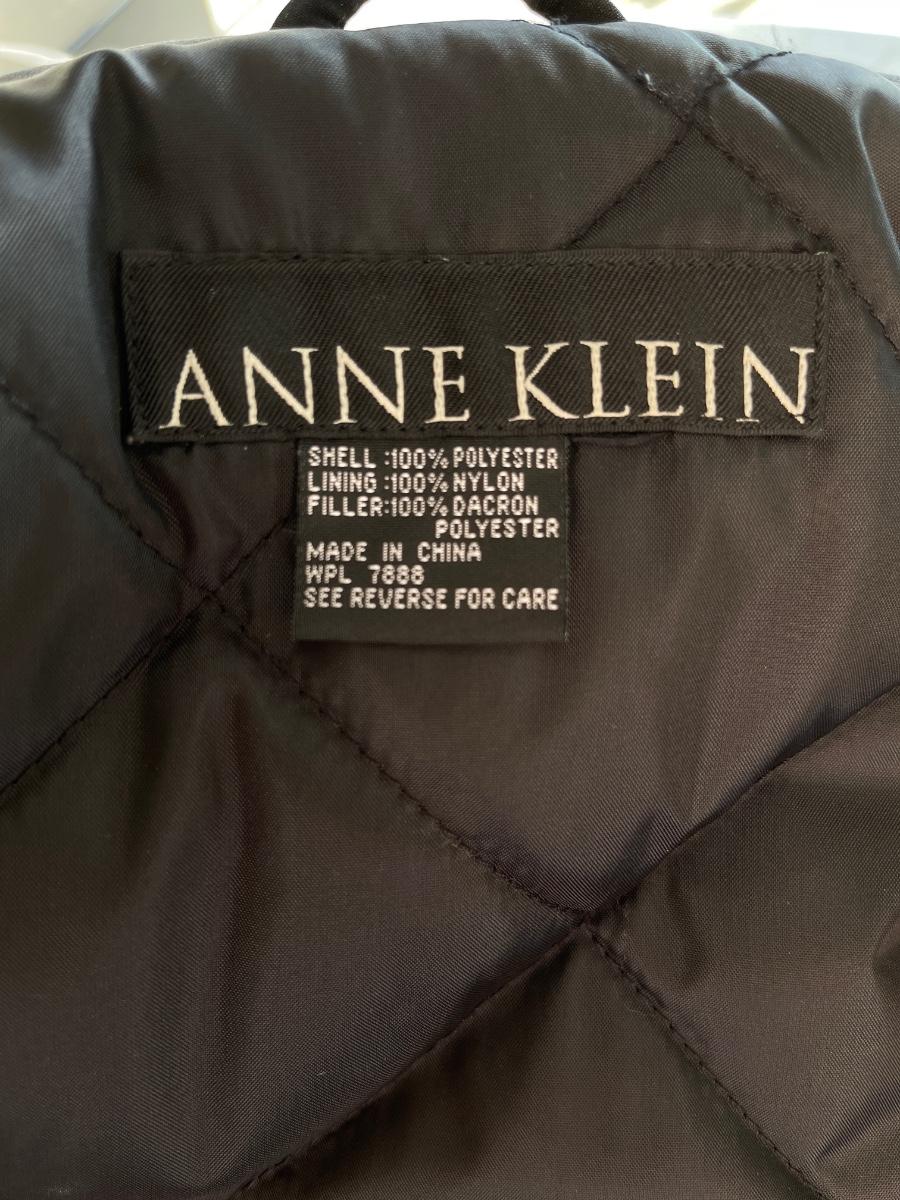 ANNE KLEIN
SHELL :100% POLYESTER
LINING :100% NYLON
FILLER:100% DACRON
POLYESTER
MADE IN CHINA
WPL 7888
SEE REVERSE FOR CARE